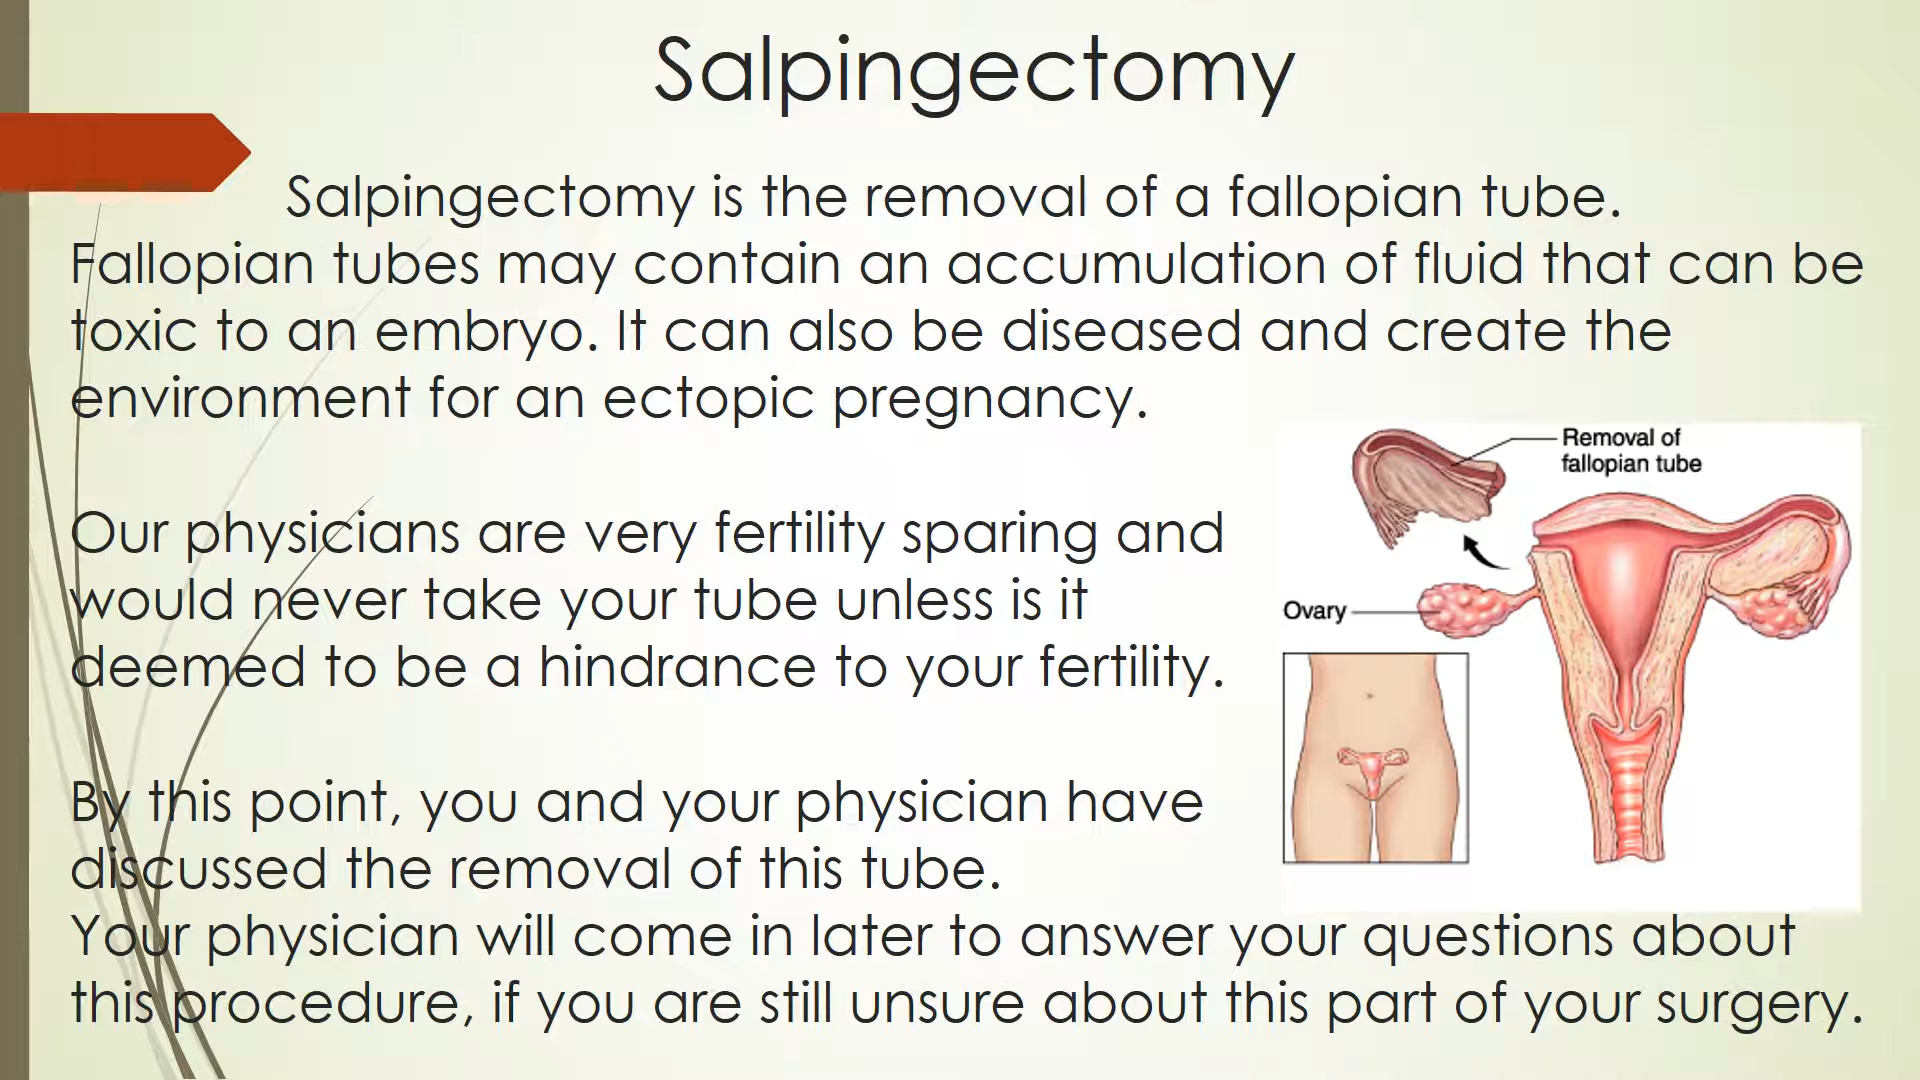 Salpingectomy
Salpingectomy is the removal of a fallopian tube.
Fallopian tubes may contain an accumulation of fluid that can be
toxic to an embryo. It can also be diseased and create the
environment for an ectopic pregnancy.
Our physicians are very fertility sparing and
would never take your tube unless is it
deemed to be a hindrance to your fertility.
By this point, you and your physician have
discussed the removal of this tube.
Your physician will come in later to answer your questions about
this procedure, if you are still unsure about this part of your surgery.
Removal of
fallopian tube
Ovary